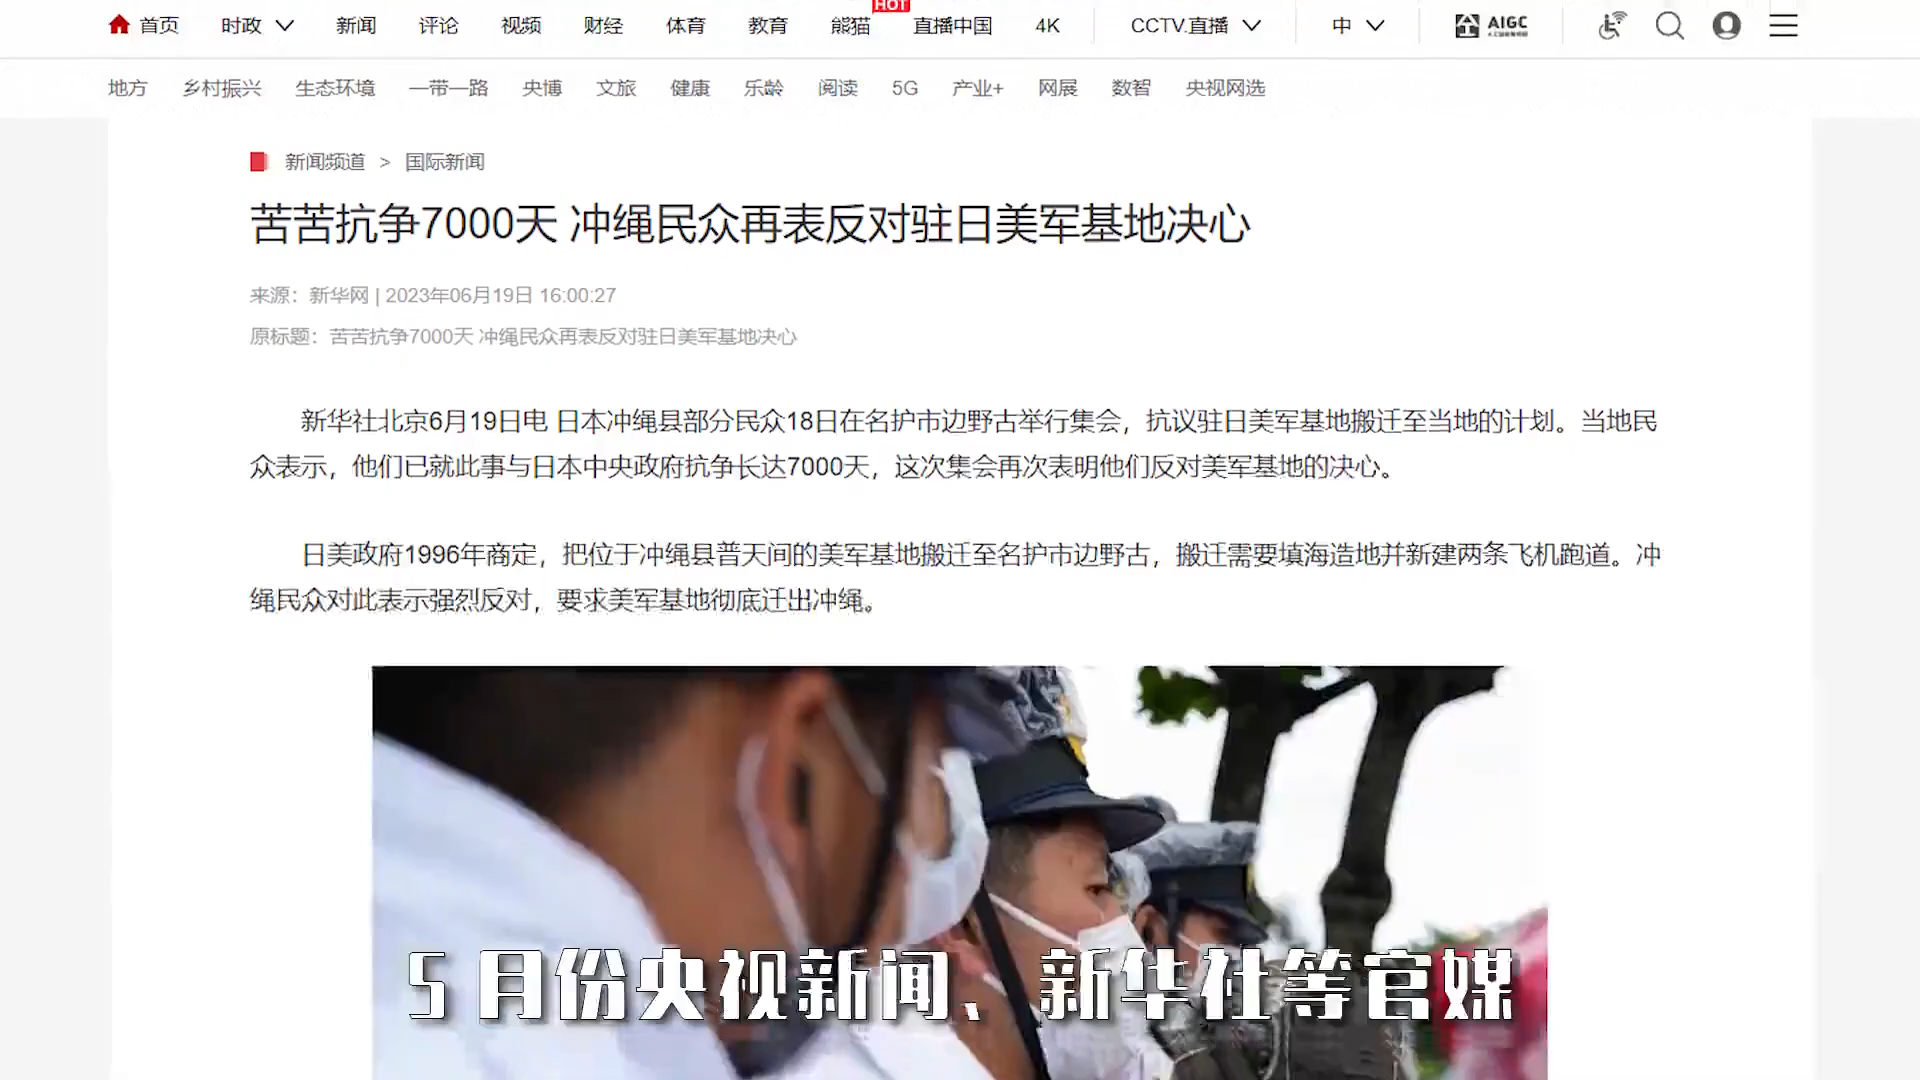 首页 时政 新闻 评论 视频 财经 体育 教育 熊猫 HOT 直播中国 4K CCTV.直播 中 AIGC
地方 乡村振兴 生态环境 一带一路 央博 文旅 健康 乐龄 阅读 5G 产业+ 网展 数智 央视网选
新闻频道 > 国际新闻
苦苦抗争7000天 冲绳民众再表反对驻日美军基地决心
来源：新华网 | 2023年06月19日 16:00:27
原标题：苦苦抗争7000天 冲绳民众再表反对驻日美军基地决心
新华社北京6月19日电 日本冲绳县部分民众18日在名护市边野古举行集会，抗议驻日美军基地搬迁至当地的计划。当地民
众表示，他们已就此事与日本中央政府抗争长达7000天，这次集会再次表明他们反对美军基地的决心。
日美政府1996年商定，把位于冲绳县普天间的美军基地搬迁至名护市边野古，搬迁需要填海造地并新建两条飞机跑道。冲
绳民众对此表示强烈反对，要求美军基地彻底迁出冲绳。
5月份央视新闻、新华社等官媒